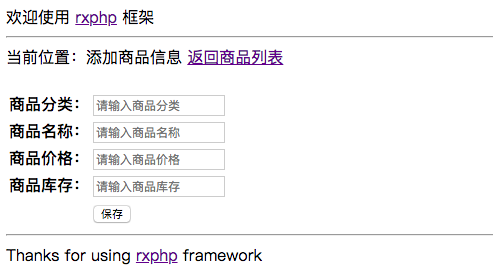 欢迎使用 rxphp 框架
当前位置：添加商品信息 返回商品列表
商品分类： 请输入商品分类
商品名称： 请输入商品名称
商品价格： 请输入商品价格
商品库存： 请输入商品库存
保存
Thanks for using rxphp framework